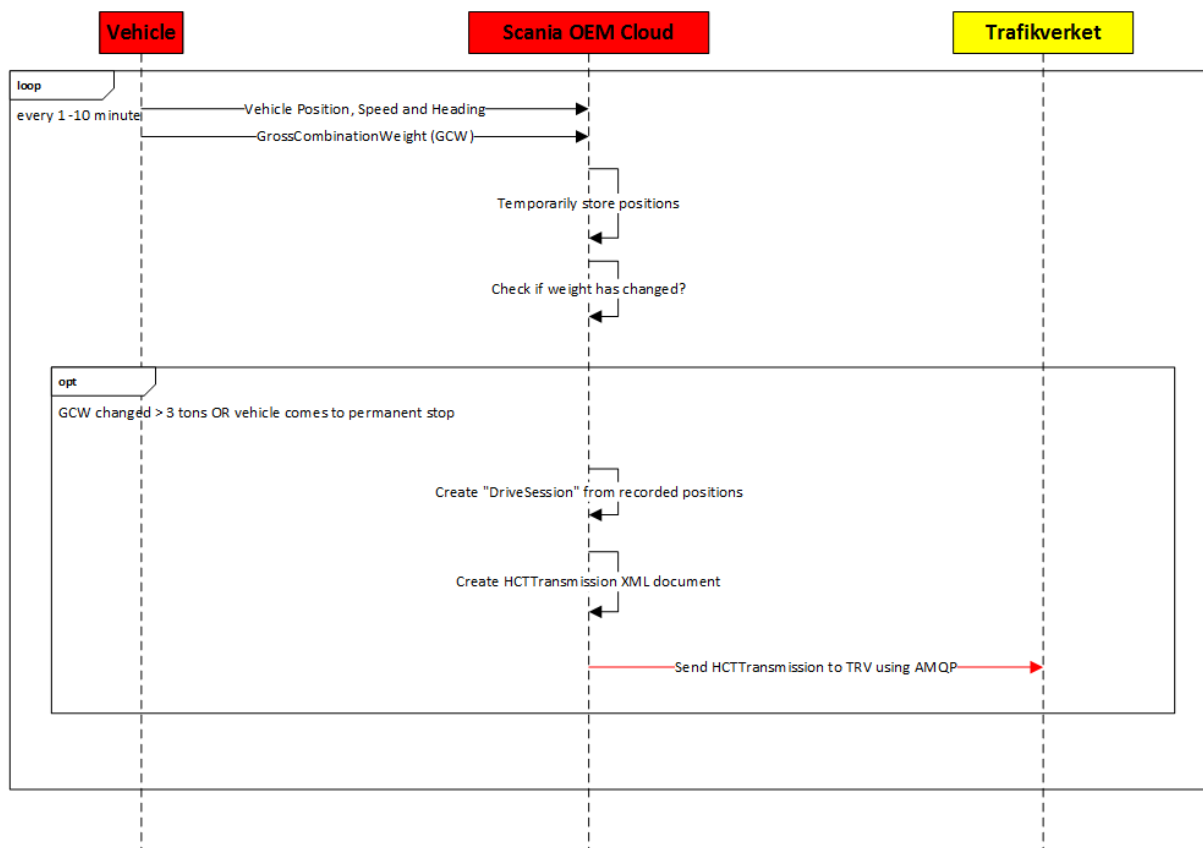 Vehicle
Scania OEM Cloud
Trafikverket
loop
every 1-10 minute
Vehicle Position, Speed and Heading
GrossCombinationWeight (GCW)
Temporarily store positions
Check if weight has changed?
opt
GCW changed > 3 tons OR vehicle comes to permanent stop
Create "DriveSession" from recorded positions
Create HCTTransmission XML document
Send HCTTransmission to TRV using AMQP